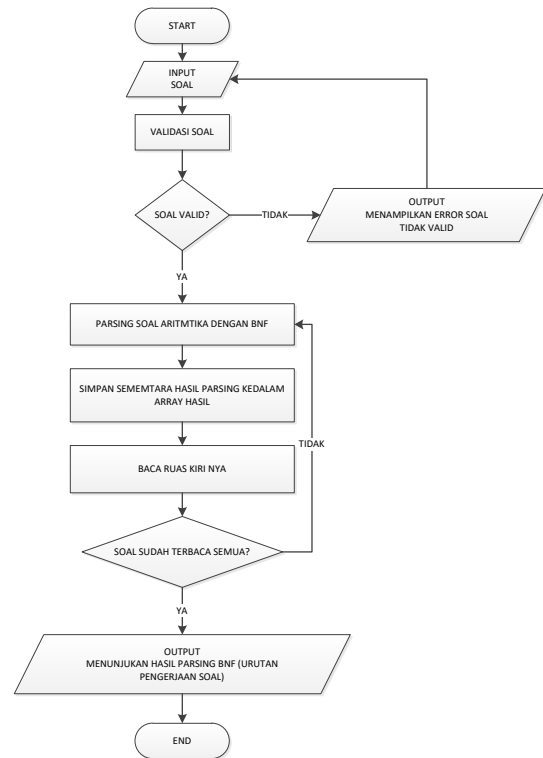 START
INPUT
SOAL
VALIDASI SOAL
SOAL VALID?
TIDAK
OUTPUT
MENAMPILKAN ERROR SOAL
TIDAK VALID
YA
PARSING SOAL ARITMTIKA DENGAN BNF
SIMPAN SEMEMTARA HASIL PARSING KEDALAM
ARRAY HASIL
TIDAK
BACA RUAS KIRI NYA
SOAL SUDAH TERBACA SEMUA?
YA
OUTPUT
MENUNJUKAN HASIL PARSING BNF (URUTAN
PENGERJAAN SOAL)
END